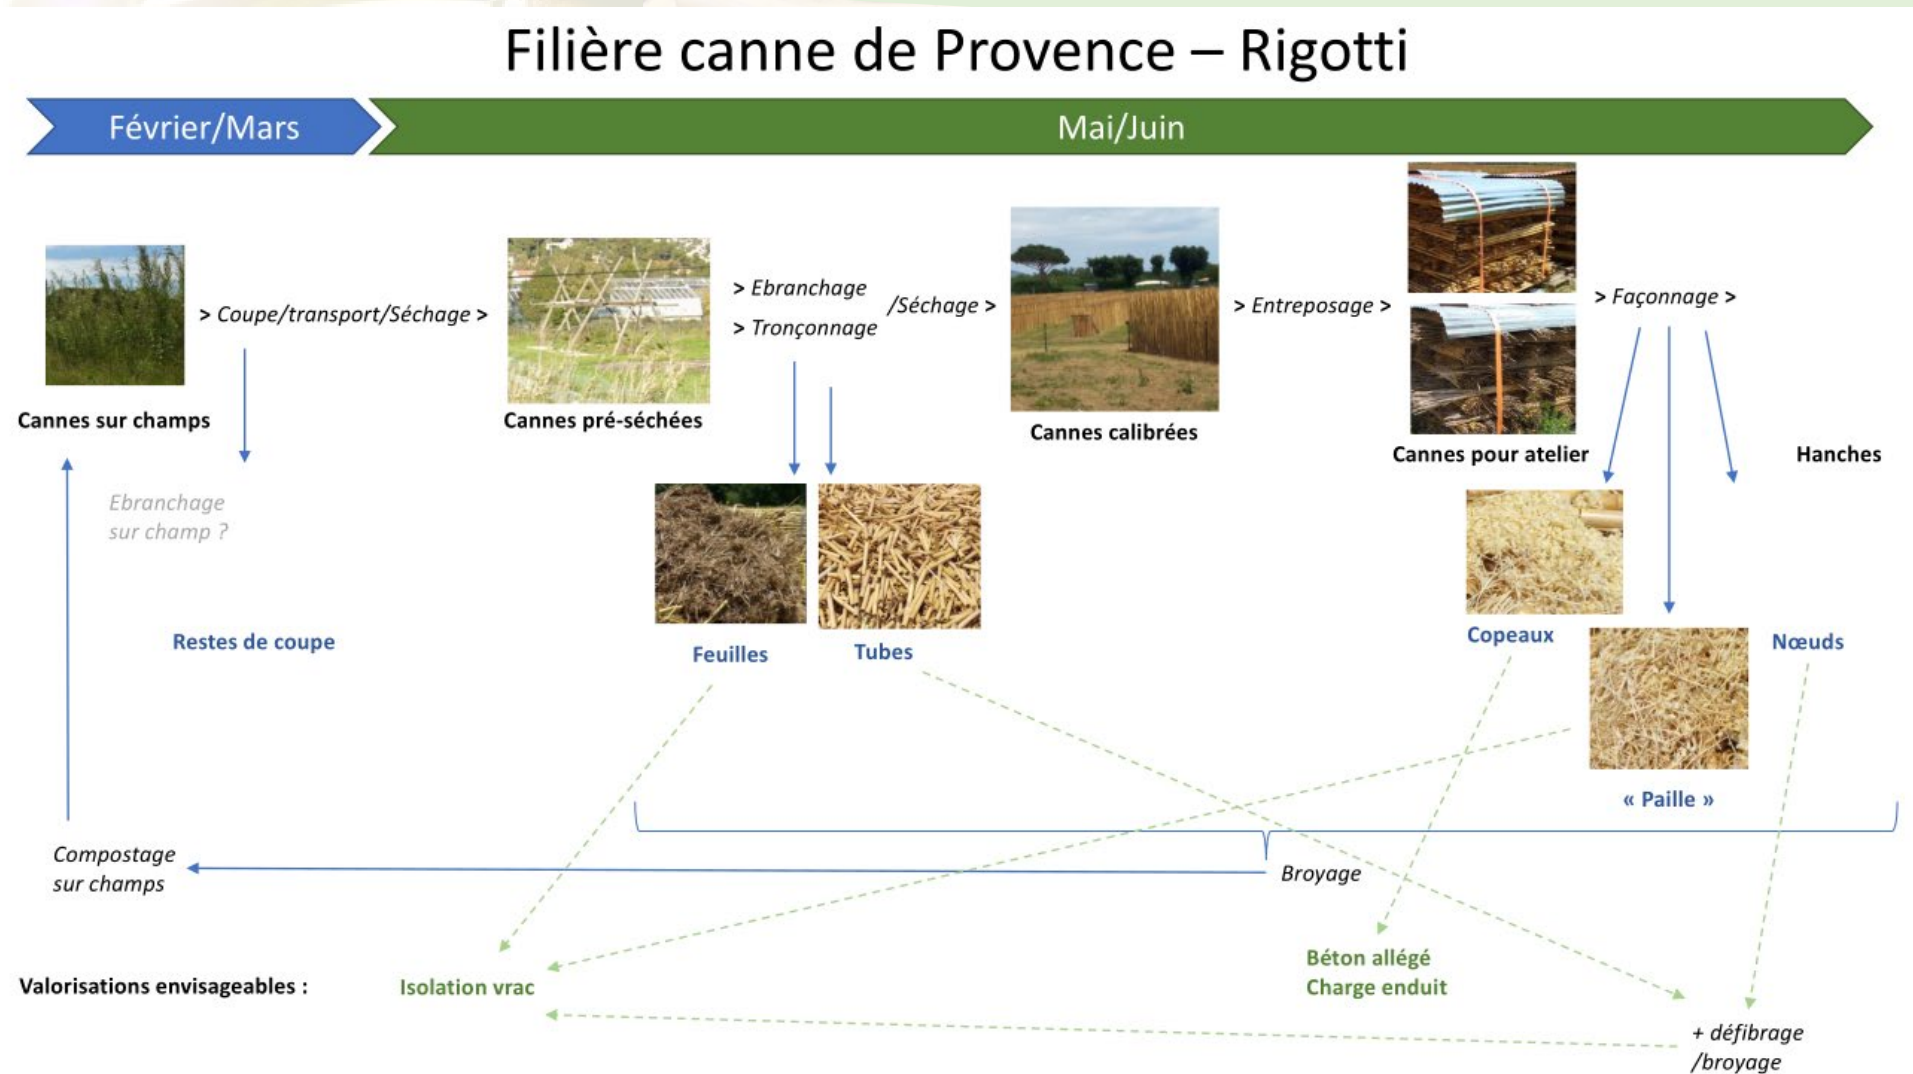 Filière canne de Provence – Rigotti
Février/Mars
Mai/Juin
> Coupe/transport/Séchage >
> Ebranchage
> Tronçonnage
/Séchage >
> Entreposage >
> Façonnage >
Cannes sur champs
Cannes pré-séchées
Cannes calibrées
Cannes pour atelier
Hanches
Ebranchage
sur champ ?
Restes de coupe
Feuilles
Tubes
Copeaux
Nœuds
« Paille »
Compostage
sur champs
Broyage
Valorisations envisageables :
Isolation vrac
Béton allégé
Charge enduit
+ défibrage
/broyage